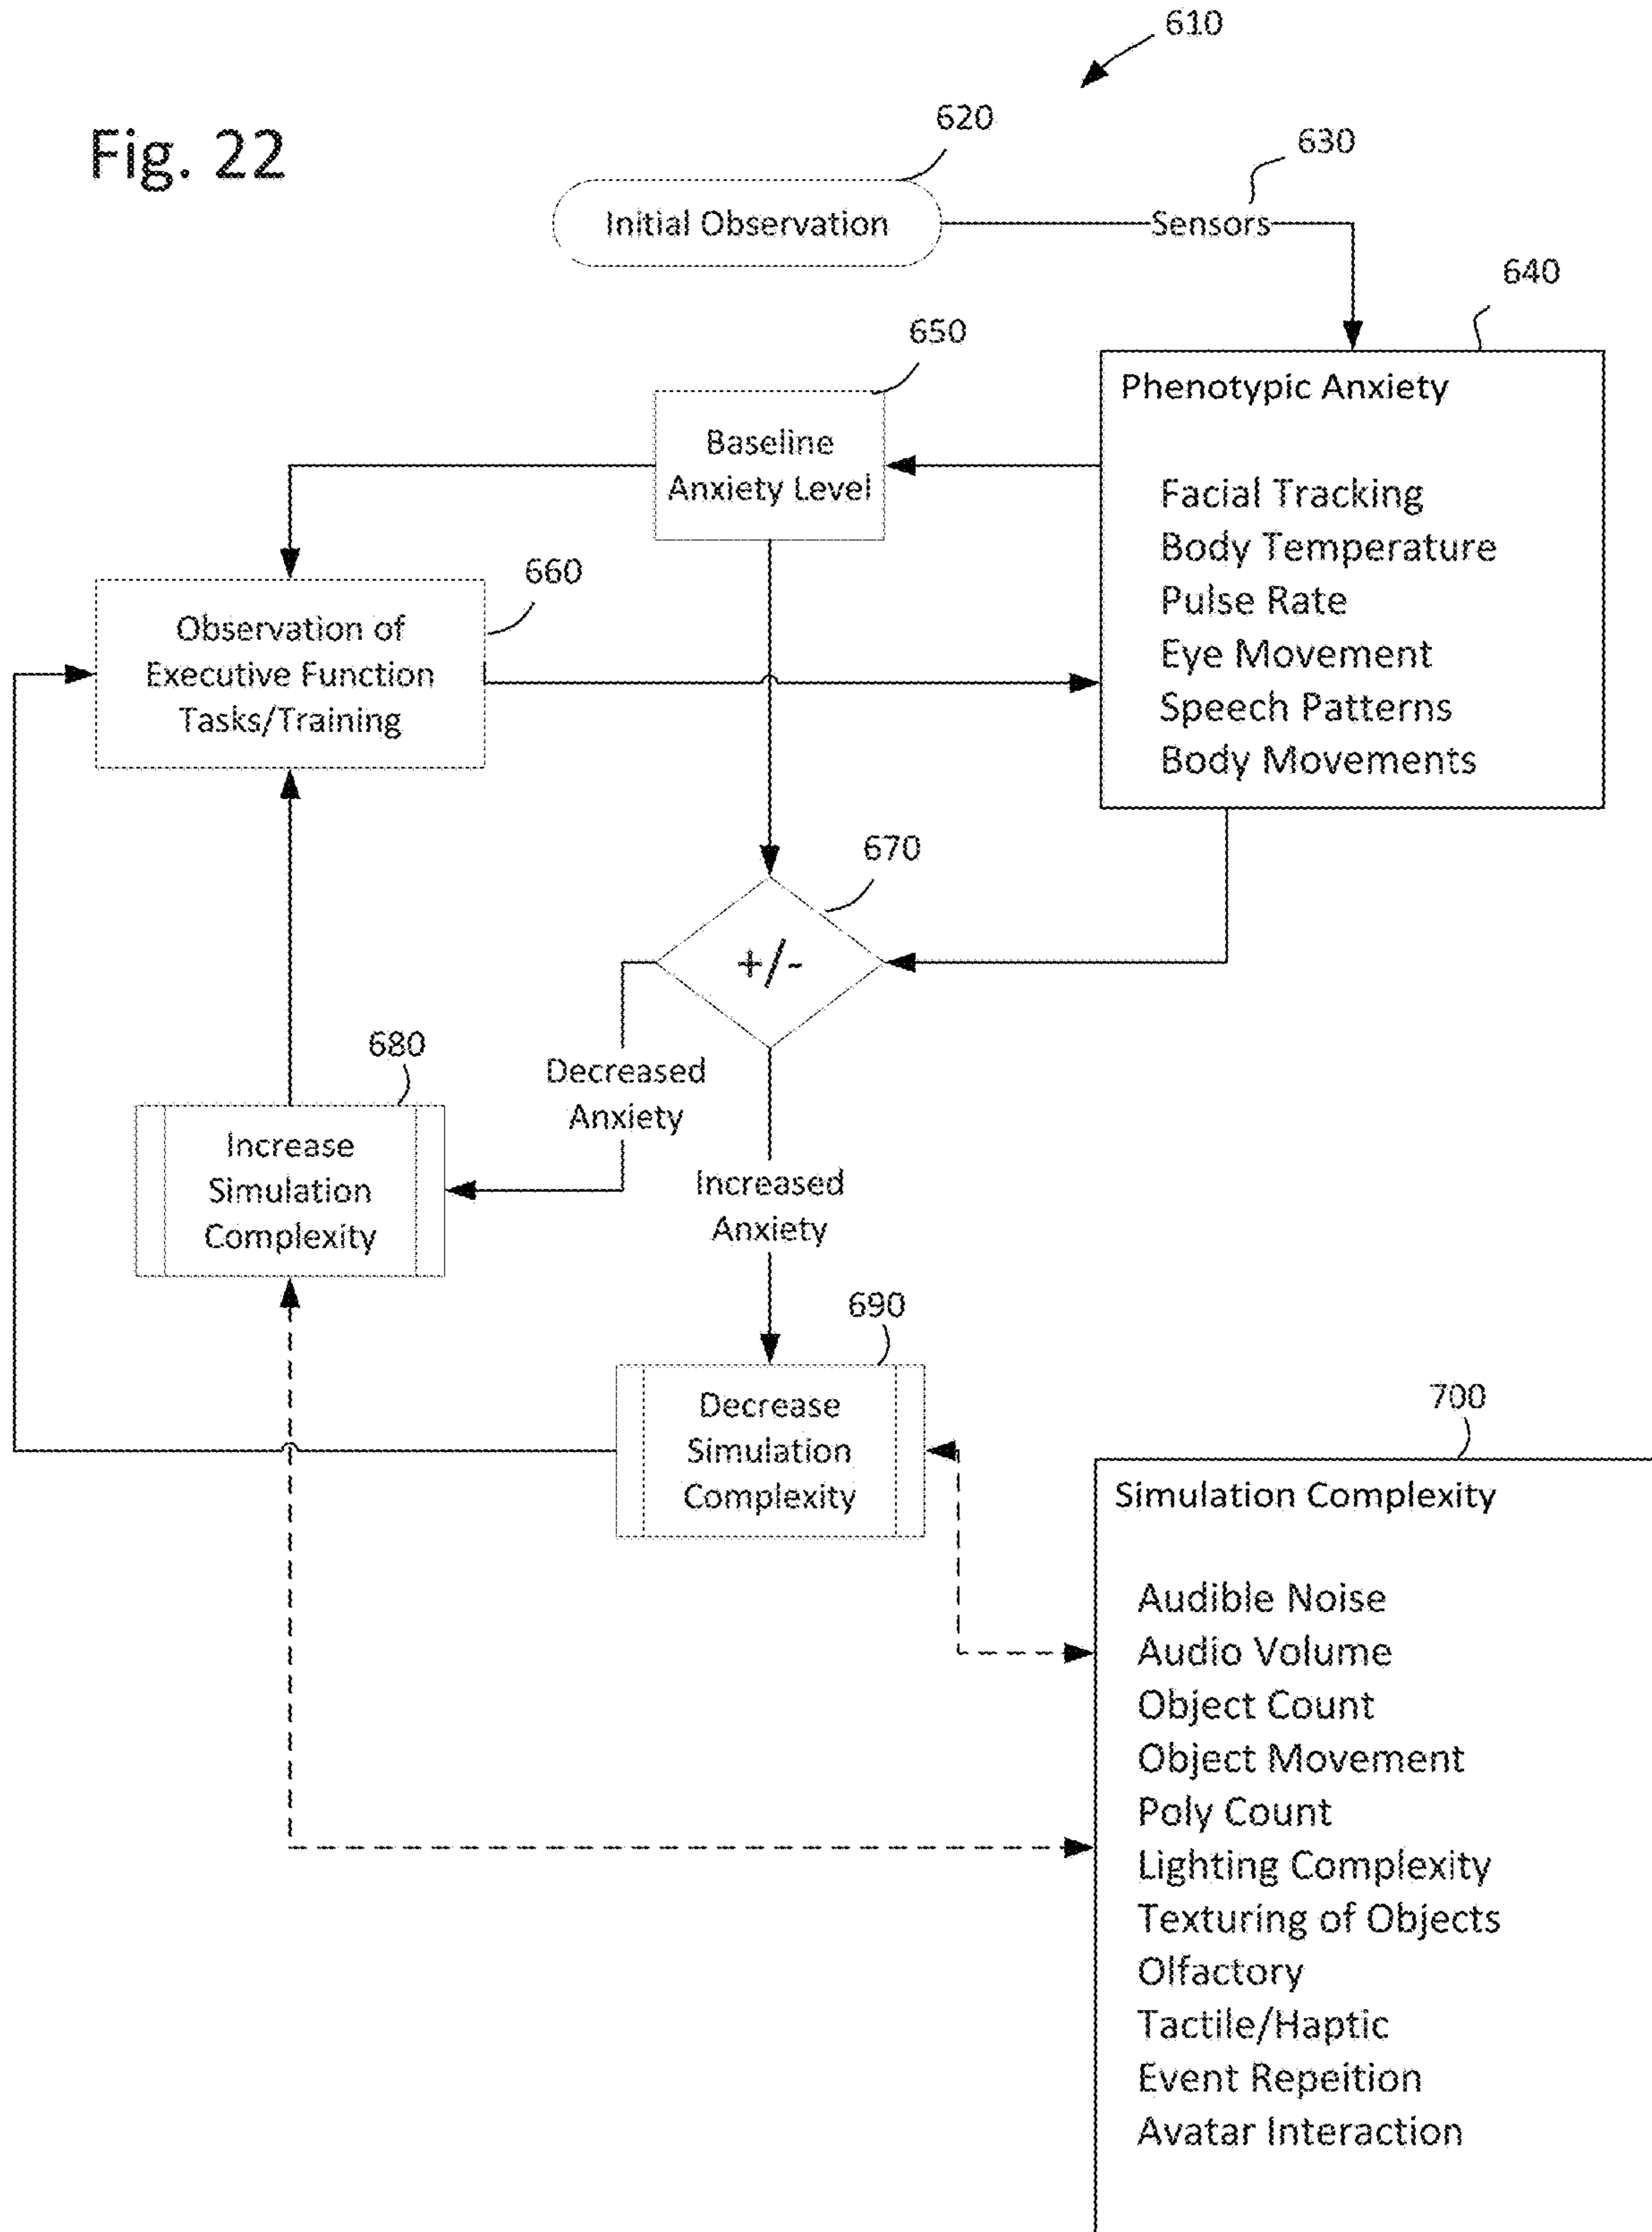 610
Fig. 22
620
630
Initial Observation
Sensors
640
650
Phenotypic Anxiety
Baseline
Anxiety Level
Facial Tracking
Body Temperature
Pulse Rate
Eye Movement
Speech Patterns
Body Movements
660
Observation of
Executive Function
Tasks/Training
670
+/-
680
Decreased
Anxiety
Increase
Simulation
Complexity
Increased
Anxiety
690
Decrease
Simulation
Complexity
700
Simulation Complexity
Audible Noise
Audio Volume
Object Count
Object Movement
Poly Count
Lighting Complexity
Texturing of Objects
Olfactory
Tactile/Haptic
Event Repeition
Avatar Interaction